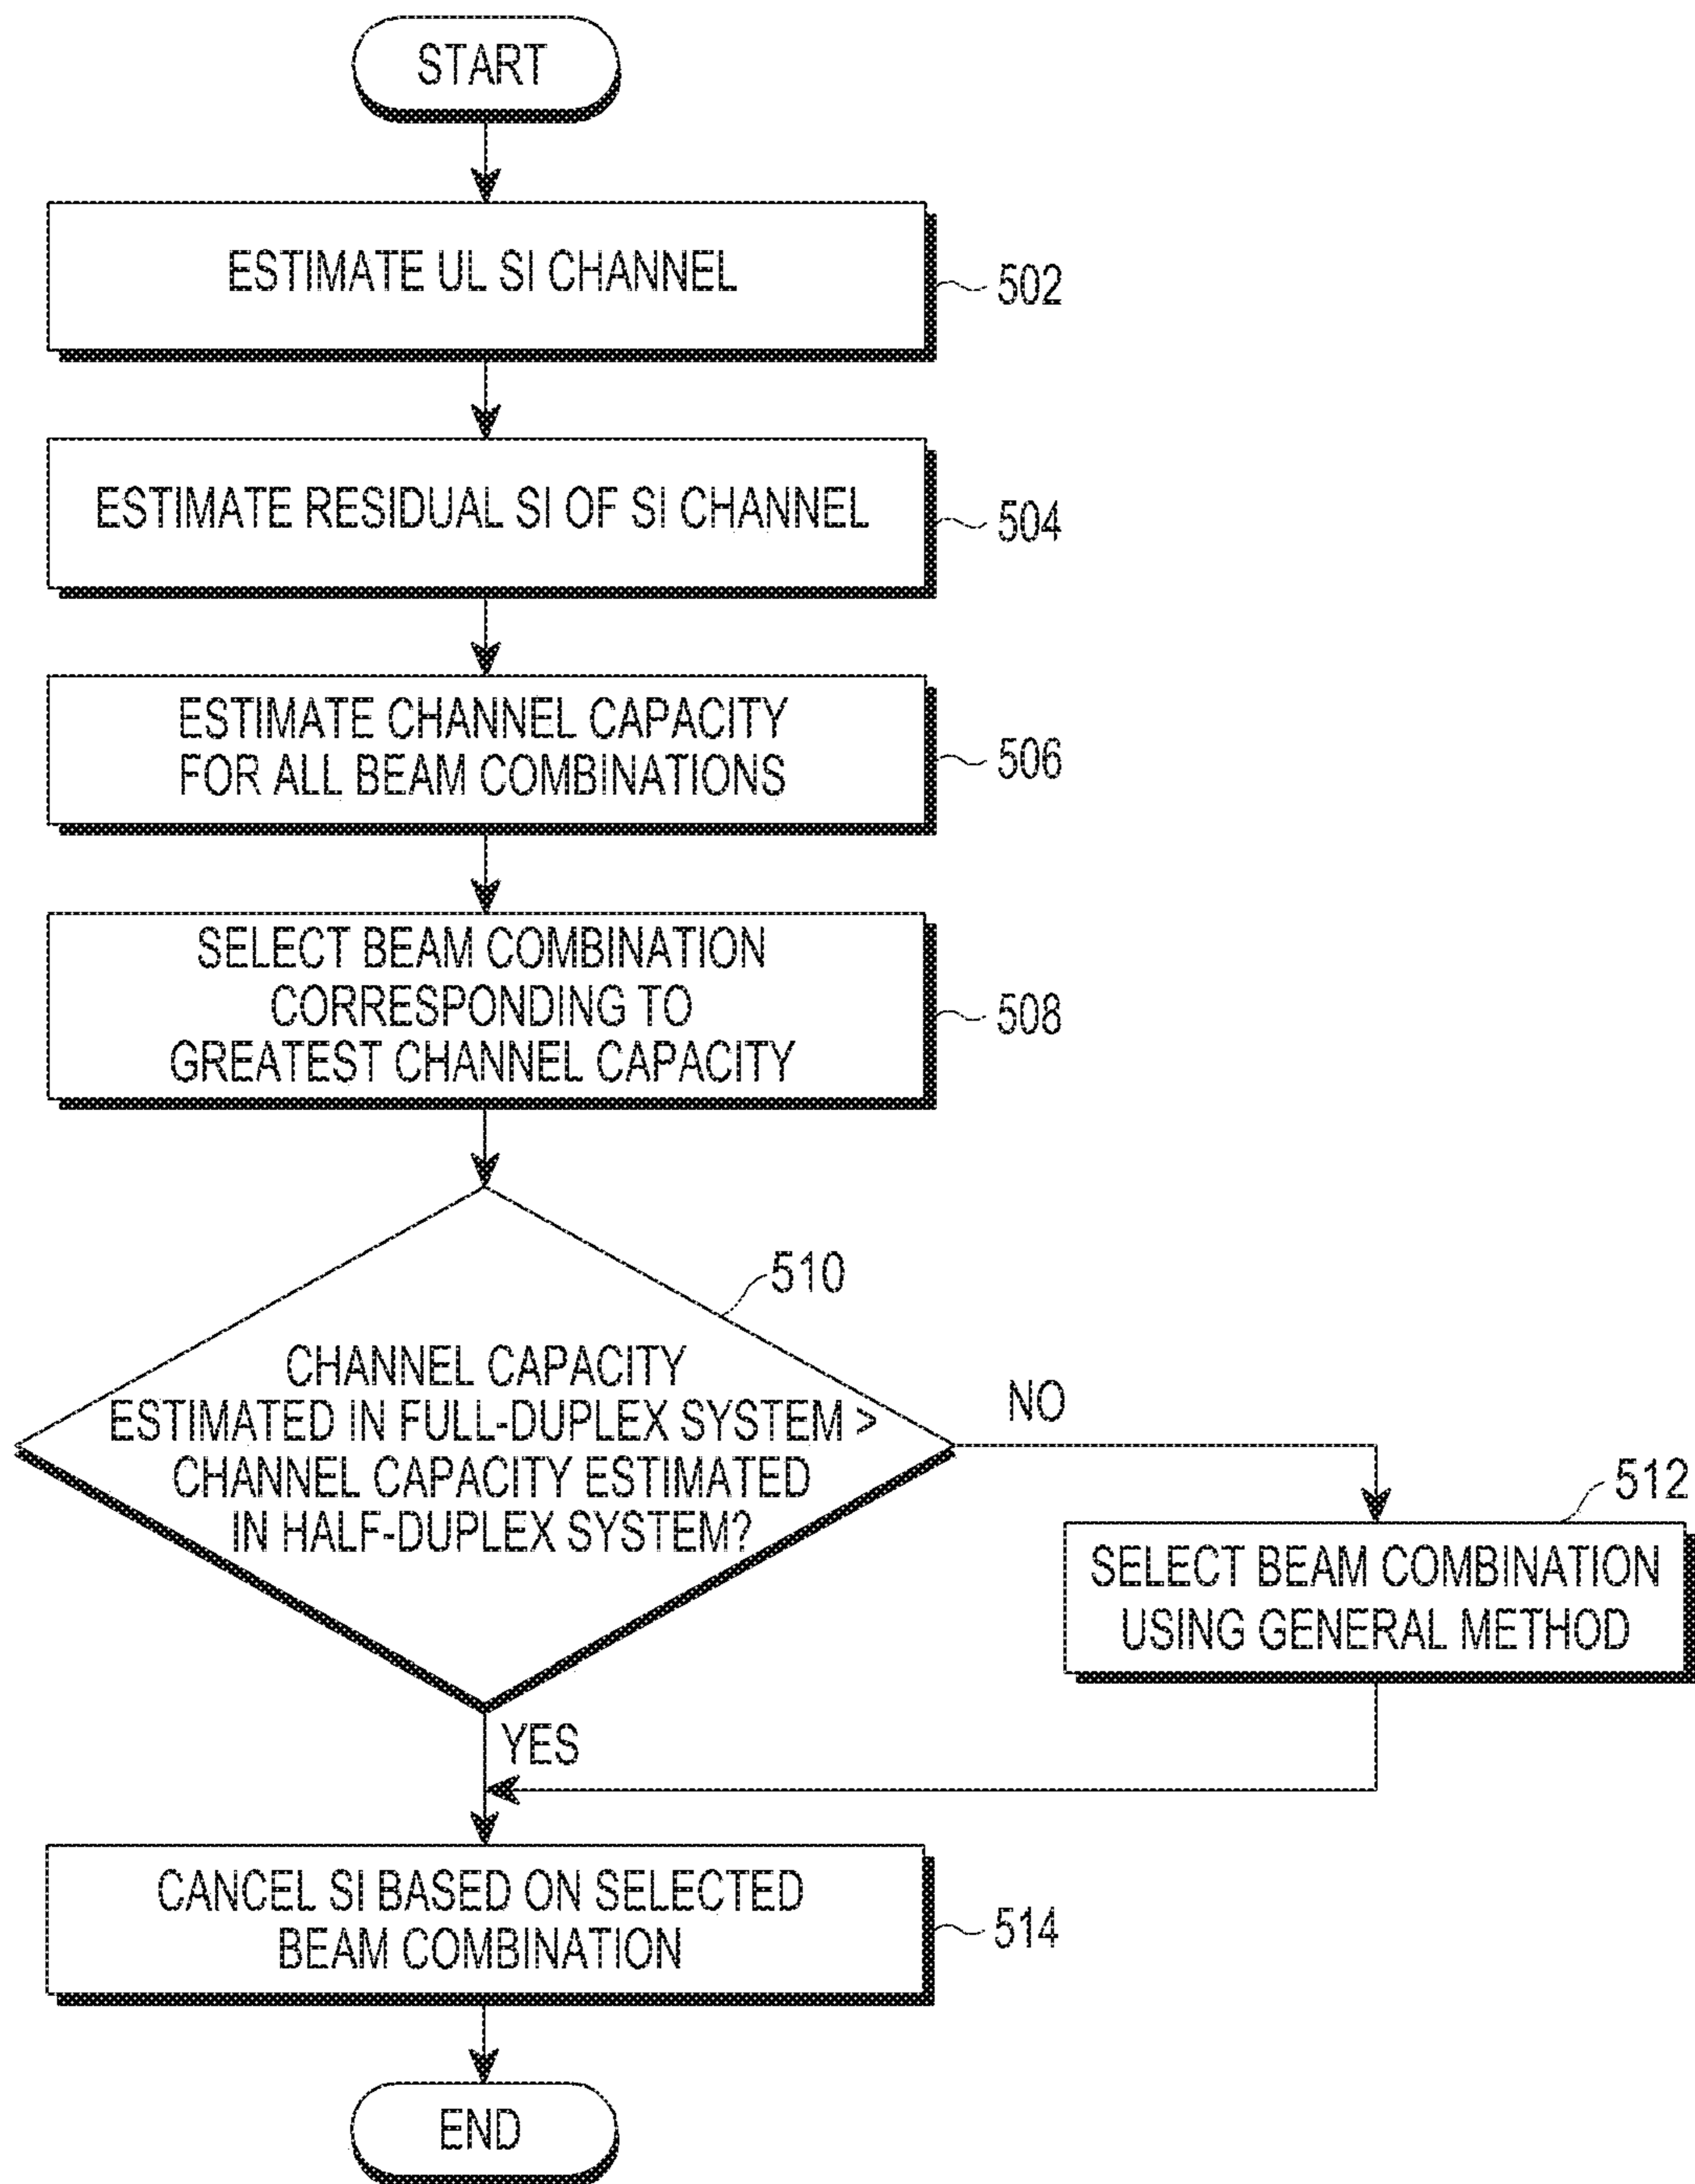 START
ESTIMATE UL SI CHANNEL
502
ESTIMATE RESIDUAL SI OF SI CHANNEL
504
ESTIMATE CHANNEL CAPACITY
FOR ALL BEAM COMBINATIONS
506
SELECT BEAM COMBINATION
CORRESPONDING TO
GREATEST CHANNEL CAPACITY
508
510
CHANNEL CAPACITY
ESTIMATED IN FULL-DUPLEX SYSTEM >
CHANNEL CAPACITY ESTIMATED
IN HALF-DUPLEX SYSTEM?
NO
512
SELECT BEAM COMBINATION
USING GENERAL METHOD
YES
CANCEL SI BASED ON SELECTED
BEAM COMBINATION
514
END